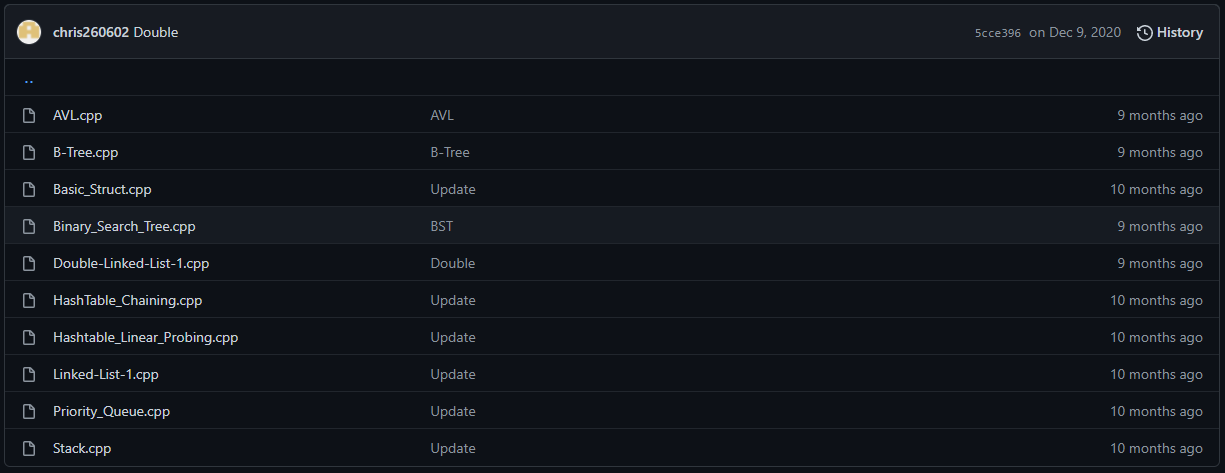 chris260602 Double 5cce396 on Dec 9, 2020 History
..
AVL.cpp AVL 9 months ago
B-Tree.cpp B-Tree 9 months ago
Basic_Struct.cpp Update 10 months ago
Binary_Search_Tree.cpp BST 9 months ago
Double-Linked-List-1.cpp Double 9 months ago
HashTable_Chaining.cpp Update 10 months ago
Hashtable_Linear_Probing.cpp Update 10 months ago
Linked-List-1.cpp Update 10 months ago
Priority_Queue.cpp Update 10 months ago
Stack.cpp Update 10 months ago